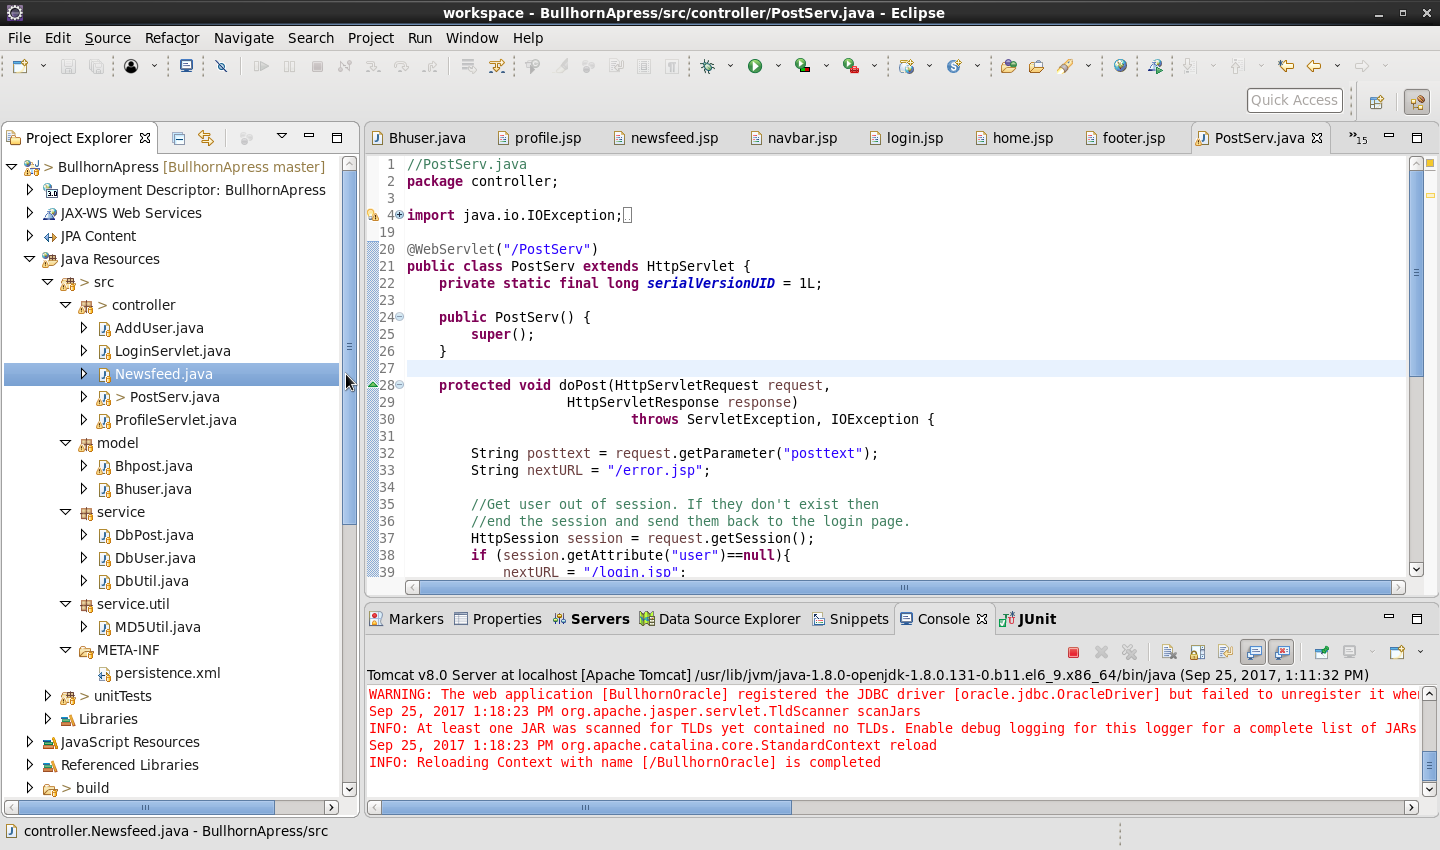 workspace - BullhornApress/src/controller/PostServ.java - Eclipse
File Edit Source Refactor Navigate Search Project Run Window Help
Quick Access
Project Explorer
BullhornApress [BullhornApress master]
Deployment Descriptor: BullhornApress
JAX-WS Web Services
JPA Content
Java Resources
> src
> controller
AddUser.java
LoginServlet.java
Newsfeed.java
> PostServ.java
ProfileServlet.java
model
Bhpost.java
Bhuser.java
service
DbPost.java
DbUser.java
DbUtil.java
service.util
MD5Util.java
META-INF
persistence.xml
> unitTests
Libraries
JavaScript Resources
Referenced Libraries
> build
Bhuser.java profile.jsp newsfeed.jsp navbar.jsp login.jsp home.jsp footer.jsp PostServ.java »15
1 //PostServ.java
2 package controller;
3
4 import java.io.IOException;
19
20 @WebServlet("/PostServ")
21 public class PostServ extends HttpServlet {
22 private static final long serialVersionUID = 1L;
23
24 public PostServ() {
25 super();
26 }
27
28 protected void doPost(HttpServletRequest request,
29 HttpServletResponse response)
30 throws ServletException, IOException {
31
32 String posttext = request.getParameter("posttext");
33 String nextURL = "/error.jsp";
34
35 //Get user out of session. If they don't exist then
36 //end the session and send them back to the login page.
37 HttpSession session = request.getSession();
38 if (session.getAttribute("user")==null){
39 nextURL = "/login.jsp";
Markers Properties Servers Data Source Explorer Snippets Console JUnit
Tomcat v8.0 Server at localhost [Apache Tomcat] /usr/lib/jvm/java-1.8.0-openjdk-1.8.0.131-0.b11.el6_9.x86_64/bin/java (Sep 25, 2017, 1:11:32 PM)
WARNING: The web application [BullhornOracle] registered the JDBC driver [oracle.jdbc.OracleDriver] but failed to unregister it when
Sep 25, 2017 1:18:23 PM org.apache.jasper.servlet.TldScanner scanJars
INFO: At least one JAR was scanned for TLDs yet contained no TLDs. Enable debug logging for this logger for a complete list of JARs
Sep 25, 2017 1:18:23 PM org.apache.catalina.core.StandardContext reload
INFO: Reloading Context with name [/BullhornOracle] is completed
controller.Newsfeed.java - BullhornApress/src